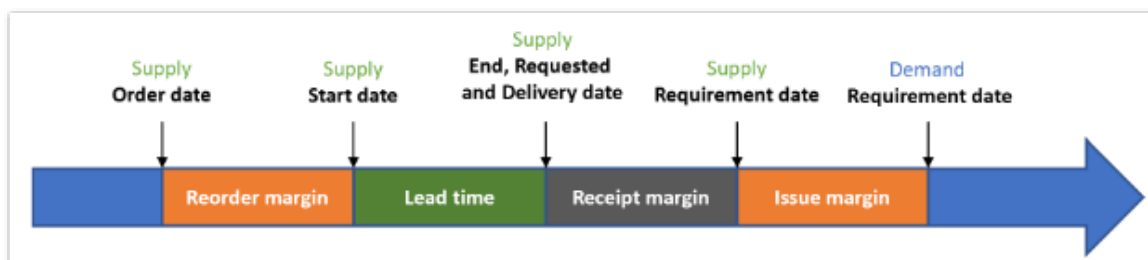 Supply
Order date
Supply
Start date
Supply
End, Requested
and Delivery date
Supply
Requirement date
Demand
Requirement date
Reorder margin
Lead time
Receipt margin
Issue margin